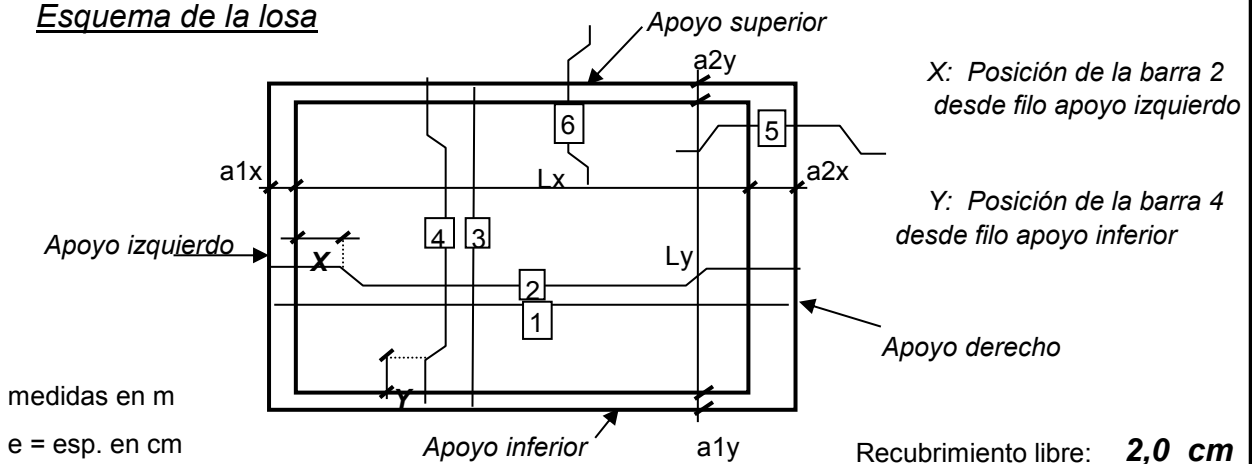 Esquema de la losa
Apoyo superior
a2y
X: Posición de la barra 2
desde filo apoyo izquierdo
6
5
a1x
Lx
a2x
Y: Posición de la barra 4
desde filo apoyo inferior
4
3
Apoyo izquierdo
X
Ly
2
1
Apoyo derecho
Y
medidas en m
e = esp. en cm
Apoyo inferior
a1y
Recubrimiento libre: 2,0 cm